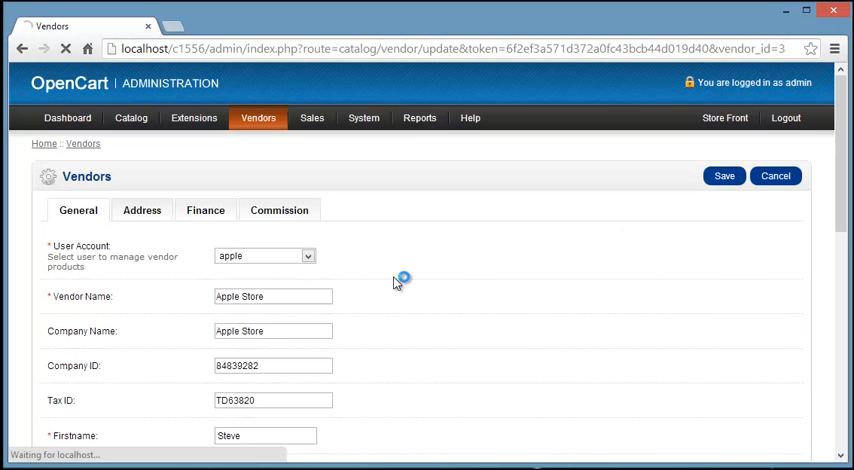 Vendors
localhost/c1556/admin/index.php?route=catalog/vendor/update&token=6f2ef3a571d372a0fc43bcb44d019d40&vendor_id=3
OpenCart | ADMINISTRATION
You are logged in as admin
Dashboard Catalog Extensions Vendors Sales System Reports Help Store Front Logout
Home :: Vendors
Vendors Save Cancel
General Address Finance Commission
* User Account:
Select user to manage vendor
products
apple
* Vendor Name: Apple Store
Company Name: Apple Store
Company ID: 84839282
Tax ID: TD63820
* Firstname: Steve
Waiting for localhost...